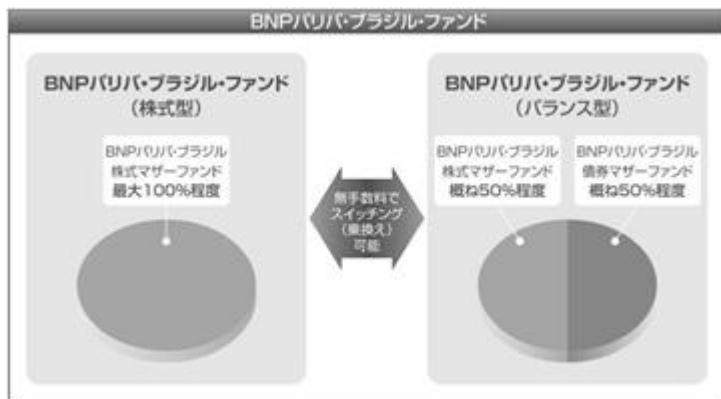 BNPパリバ・ブラジル・ファンド
BNPパリバ・ブラジル・ファンド
（株式型）
BNPパリバ・ブラジル
株式マザーファンド
最大100%程度
無手数料で
スイッチング
（乗換え）
可能
BNPパリバ・ブラジル・ファンド
（バランス型）
BNPパリバ・ブラジル
株式マザーファンド
概ね50%程度
BNPパリバ・ブラジル
債券マザーファンド
概ね50%程度